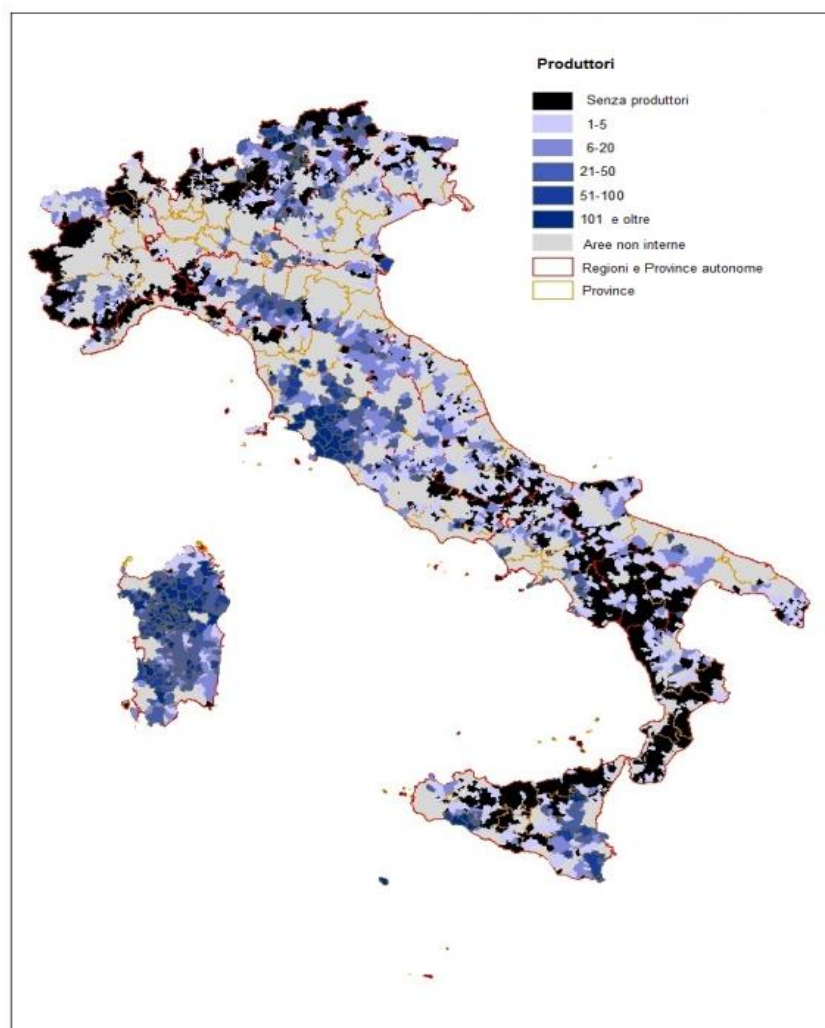 Produttori
Senza produttori
1-5
6-20
21-50
51-100
101 e oltre
Aree non interne
Regioni e Province autonome
Province